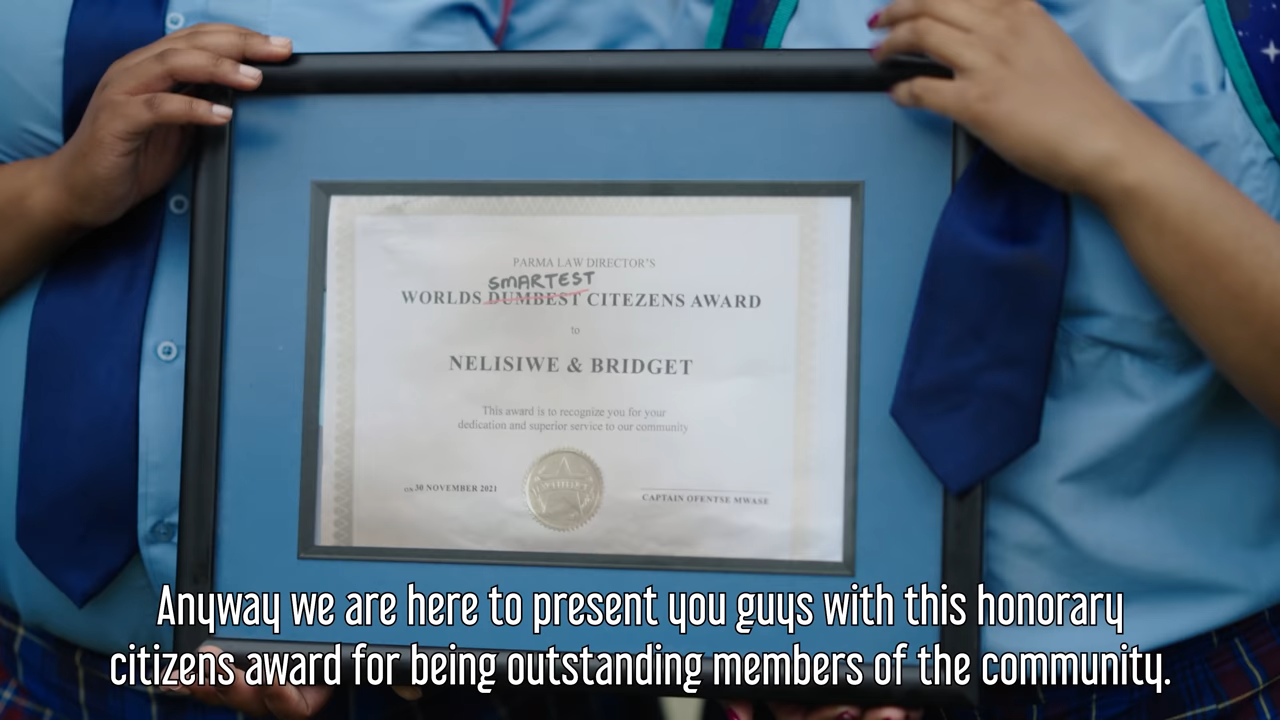 PARMA LAW DIRECTOR'S
SMARTEST
WORLDS DUMBEST CITEZENS AWARD
to
NELISIWE & BRIDGET
This award is to recognize you for your
dedication and superior service to our community
ON 30 NOVEMBER 2021
CAPTAIN OFENTSE MWASE
Anyway we are here to present you guys with this honorary
citizens award for being outstanding members of the community.